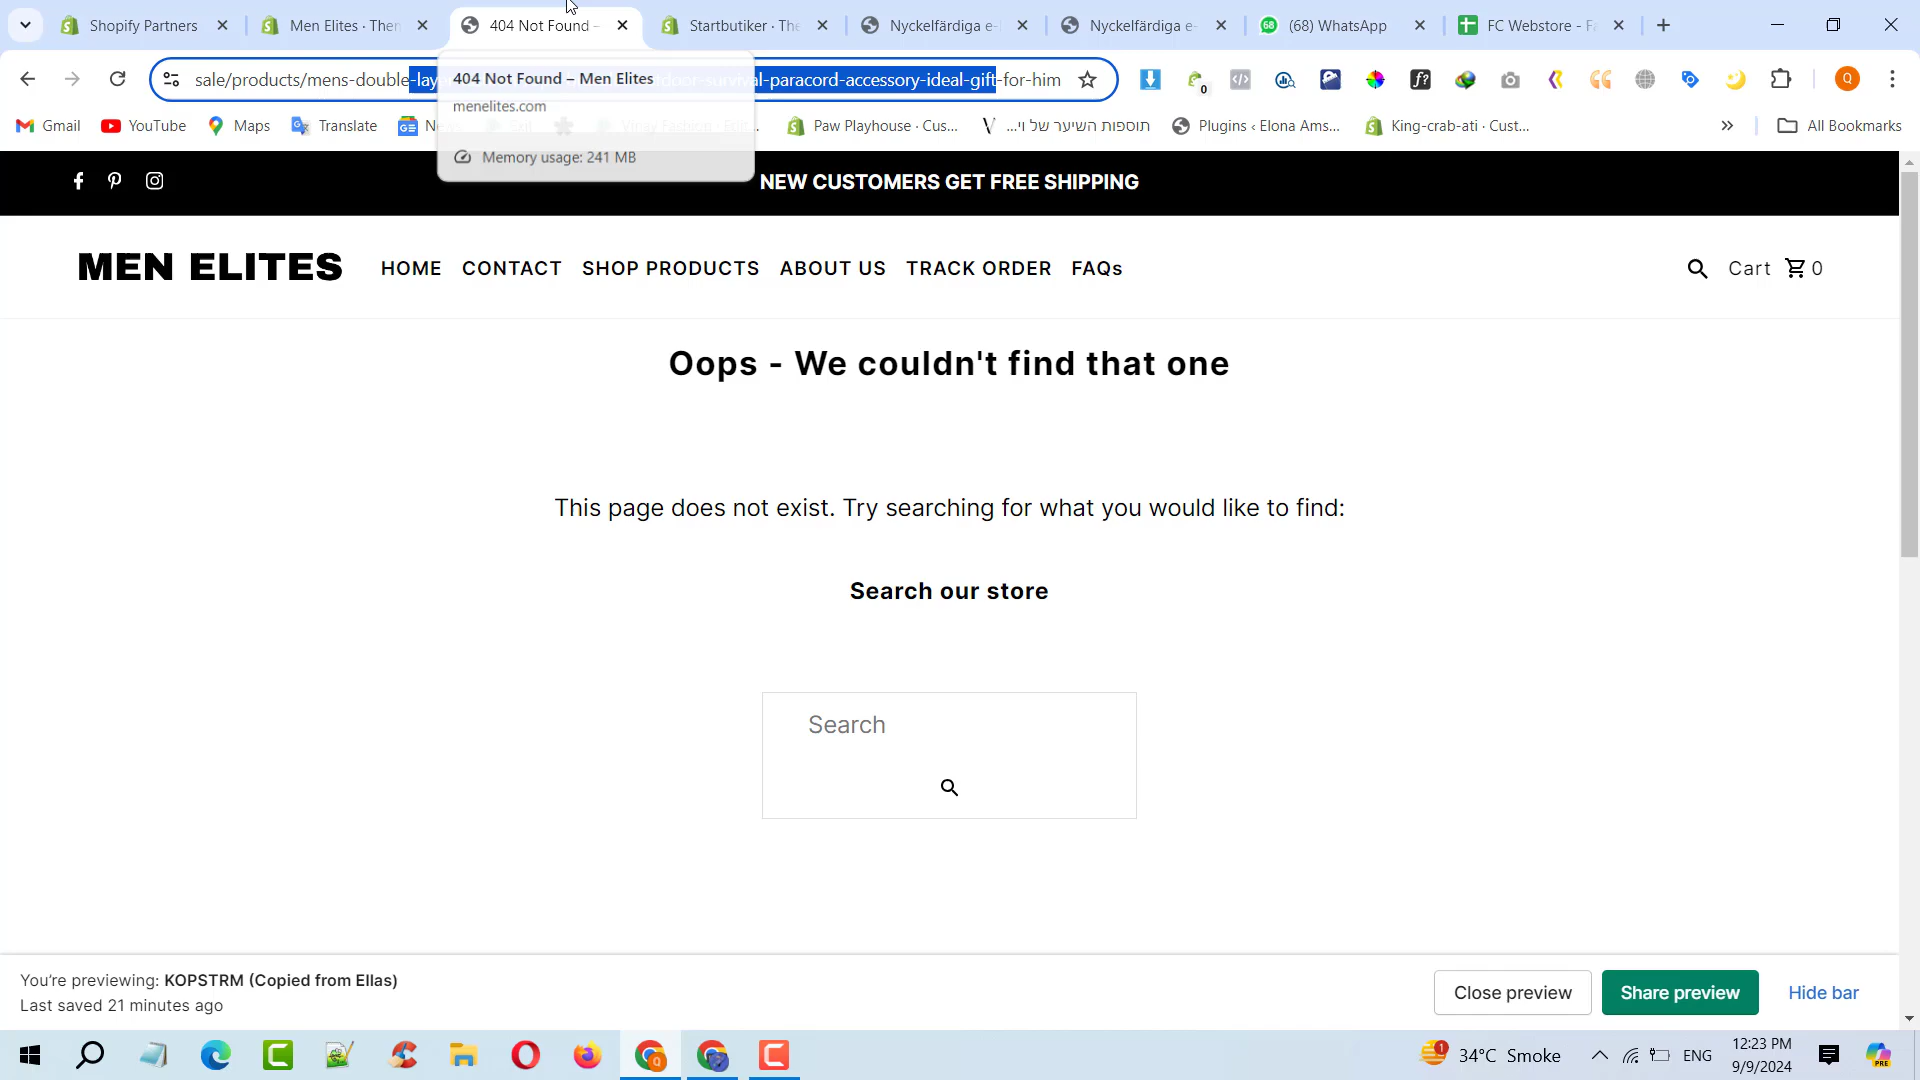 Shopify Partners
Men Elites · Then
404 Not Found –
Startbutiker · The
Nyckelfärdiga e-
Nyckelfärdiga e-
(68) WhatsApp
FC Webstore - Fa
sale/products/mens-double-lay
door-survival-paracord-accessory-ideal-gift-for-him
404 Not Found – Men Elites
menelites.com
Memory usage: 241 MB
Gmail
YouTube
Maps
Translate
Paw Playhouse · Cus...
תוספות השיער של וי...
Plugins ‹ Elona Ams...
King-crab-ati · Cust...
All Bookmarks
NEW CUSTOMERS GET FREE SHIPPING
MEN ELITES
HOME
CONTACT
SHOP PRODUCTS
ABOUT US
TRACK ORDER
FAQs
Cart
0
Oops - We couldn't find that one
This page does not exist. Try searching for what you would like to find:
Search our store
Search
You're previewing: KOPSTRM (Copied from Ellas)
Last saved 21 minutes ago
Close preview
Share preview
Hide bar
34°C Smoke
ENG
12:23 PM
9/9/2024